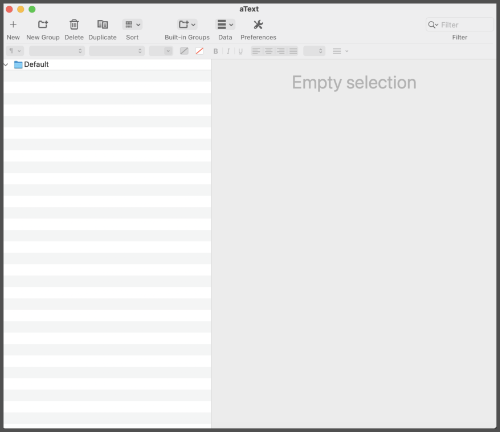 aText
New New Group Delete Duplicate Sort Built-in Groups Data Preferences Filter
Filter
B I U
Default
Empty selection